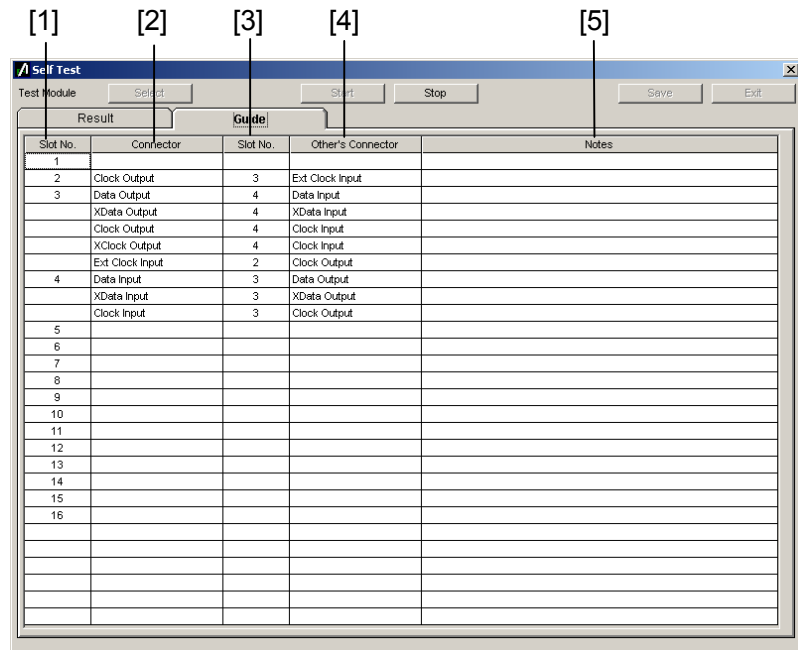 [1] [2] [3] [4] [5]
Self Test
Test Module Select Start Stop Save Exit
Result Guide
Slot No. Connector Slot No. Other's Connector Notes
1
2 Clock Output 3 Ext Clock Input
3 Data Output 4 Data Input
XData Output 4 XData Input
Clock Output 4 Clock Input
XClock Output 4 Clock Input
Ext Clock Input 2 Clock Output
4 Data Input 3 Data Output
XData Input 3 XData Output
Clock Input 3 Clock Output
5
6
7
8
9
10
11
12
13
14
15
16